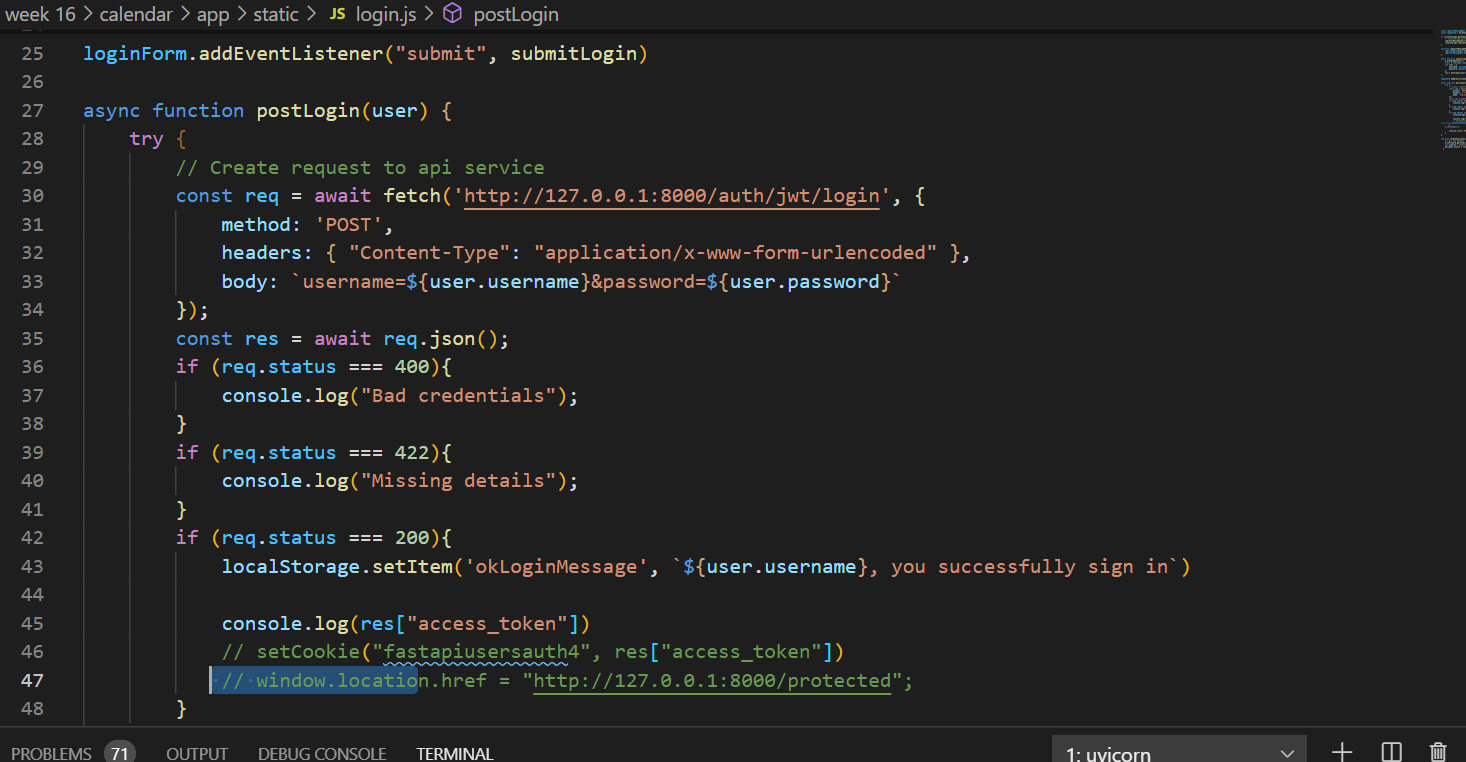 week 16 > calendar > app > static > JS login.js > postLogin
25 loginForm.addEventListener("submit", submitLogin)
26
27 async function postLogin(user) {
28 try {
29 // Create request to api service
30 const req = await fetch('http://127.0.0.1:8000/auth/jwt/login', {
31 method: 'POST',
32 headers: { "Content-Type": "application/x-www-form-urlencoded" },
33 body: `username=${user.username}&password=${user.password}`
34 });
35 const res = await req.json();
36 if (req.status === 400){
37 console.log("Bad credentials");
38 }
39 if (req.status === 422){
40 console.log("Missing details");
41 }
42 if (req.status === 200){
43 localStorage.setItem('okLoginMessage', `${user.username}, you successfully sign in`)
44
45 console.log(res["access_token"])
46 // setCookie("fastapiusersauth4", res["access_token"])
47 // window.location.href = "http://127.0.0.1:8000/protected";
48 }
PROBLEMS 71 OUTPUT DEBUG CONSOLE TERMINAL 1: uvicorn